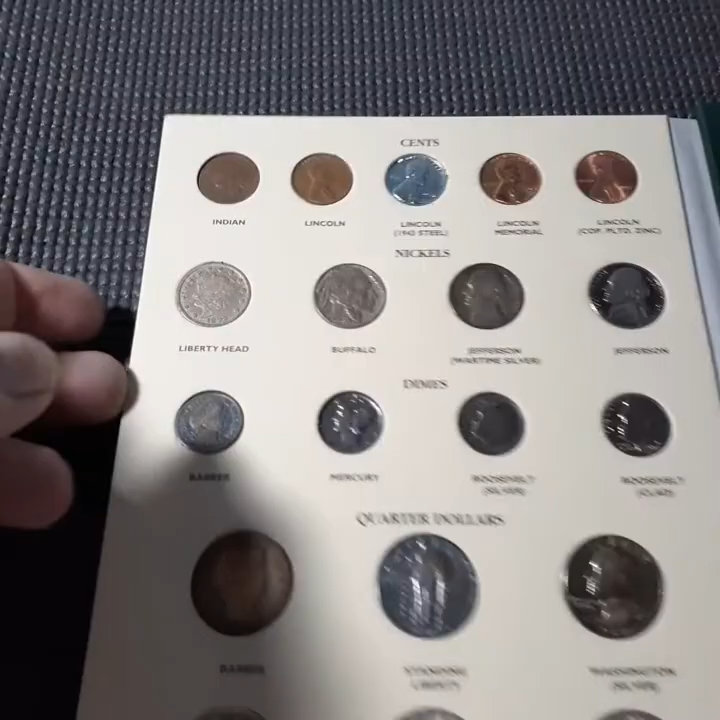 CENTS
INDIAN
LINCOLN
LINCOLN
(1943 STEEL)
LINCOLN
MEMORIAL
LINCOLN
(COP. PLTD. ZINC)
NICKELS
LIBERTY HEAD
BUFFALO
JEFFERSON
(WARTIME SILVER)
JEFFERSON
DIMES
BARBER
MERCURY
ROOSEVELT
(SILVER)
ROOSEVELT
(CLAD)
QUARTER DOLLARS
BARBER
STANDING
LIBERTY
WASHINGTON
(SILVER)